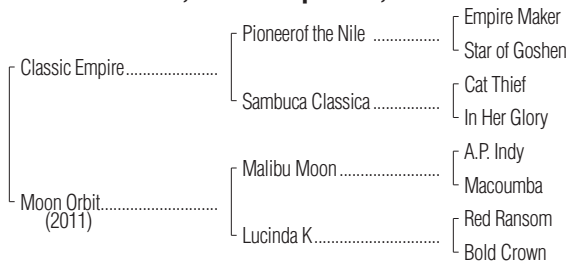 Pioneerof the Nile ................
Empire Maker
Star of Goshen
Classic Empire......................
Sambuca Classica................
Cat Thief
In Her Glory
Malibu Moon ........................
A.P. Indy
Macoumba
Moon Orbit............................
(2011)
Lucinda K..............................
Red Ransom
Bold Crown